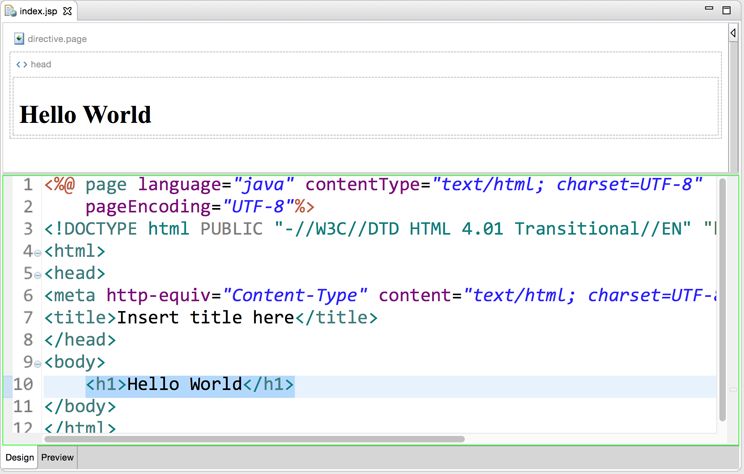 index.jsp
directive.page
head
Hello World
1 <%@ page language="java" contentType="text/html; charset=UTF-8"
2 pageEncoding="UTF-8"%>
3 <!DOCTYPE html PUBLIC "-//W3C//DTD HTML 4.01 Transitional//EN"
4 <html>
5 <head>
6 <meta http-equiv="Content-Type" content="text/html; charset=UTF-
7 <title>Insert title here</title>
8 </head>
9 <body>
10 <h1>Hello World</h1>
11 </body>
12 </html>
Design Preview